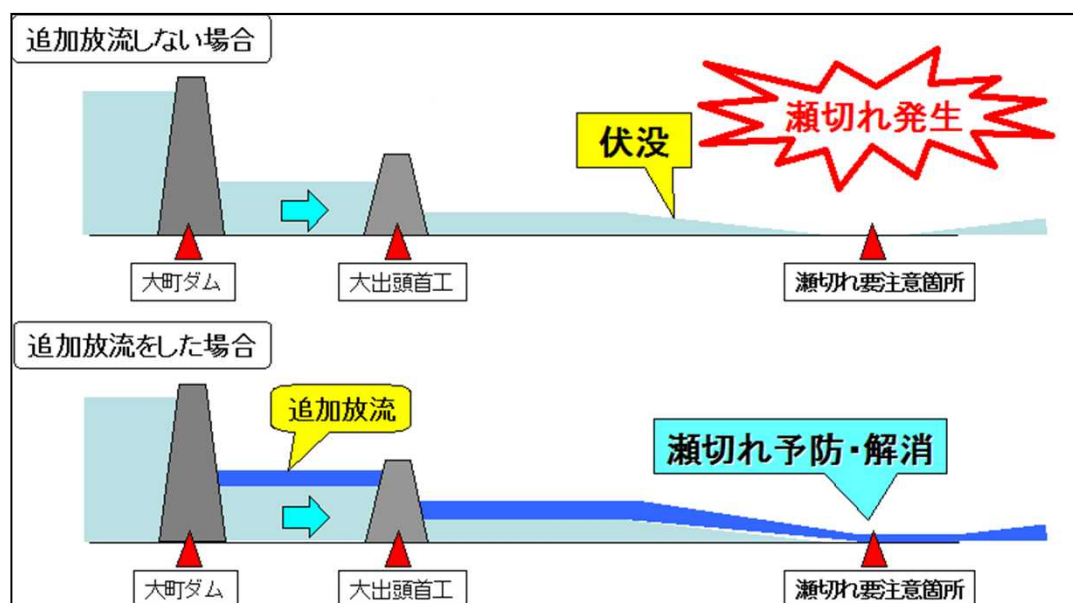 追加放流しない場合
瀬切れ発生
伏没
大町ダム
大出頭首工
瀬切れ要注意箇所
追加放流をした場合
追加放流
瀬切れ予防・解消
大町ダム
大出頭首工
瀬切れ要注意箇所